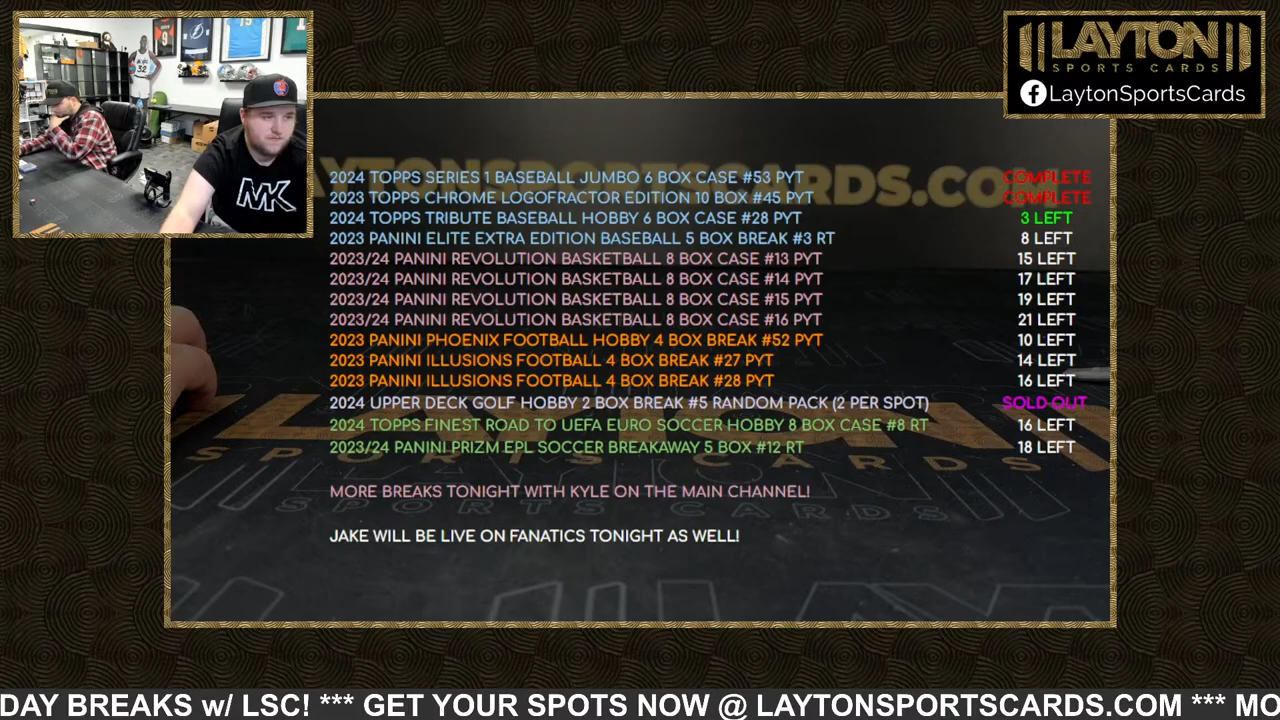 LAYTON
SPORTS CARDS
LaytonSportsCards
MK
32
LAYTONSPORTSCARDS.CO
2024 TOPPS SERIES 1 BASEBALL JUMBO 6 BOX CASE #53 PYT COMPLETE
2023 TOPPS CHROME LOGOFRACTOR EDITION 10 BOX #45 PYT COMPLETE
2024 TOPPS TRIBUTE BASEBALL HOBBY 6 BOX CASE #28 PYT 3 LEFT
2023 PANINI ELITE EXTRA EDITION BASEBALL 5 BOX BREAK #3 RT 8 LEFT
2023/24 PANINI REVOLUTION BASKETBALL 8 BOX CASE #13 PYT 15 LEFT
2023/24 PANINI REVOLUTION BASKETBALL 8 BOX CASE #14 PYT 17 LEFT
2023/24 PANINI REVOLUTION BASKETBALL 8 BOX CASE #15 PYT 19 LEFT
2023/24 PANINI REVOLUTION BASKETBALL 8 BOX CASE #16 PYT 21 LEFT
2023 PANINI PHOENIX FOOTBALL HOBBY 4 BOX BREAK #52 PYT 10 LEFT
2023 PANINI ILLUSIONS FOOTBALL 4 BOX BREAK #27 PYT 14 LEFT
2023 PANINI ILLUSIONS FOOTBALL 4 BOX BREAK #28 PYT 16 LEFT
2024 UPPER DECK GOLF HOBBY 2 BOX BREAK #5 RANDOM PACK (2 PER SPOT) SOLD OUT
2024 TOPPS FINEST ROAD TO UEFA EURO SOCCER HOBBY 8 BOX CASE #8 RT 16 LEFT
2023/24 PANINI PRIZM EPL SOCCER BREAKAWAY 5 BOX #12 RT 18 LEFT
MORE BREAKS TONIGHT WITH KYLE ON THE MAIN CHANNEL!
JAKE WILL BE LIVE ON FANATICS TONIGHT AS WELL!
DAY BREAKS w/ LSC! *** GET YOUR SPOTS NOW @ LAYTONSPORTSCARDS.COM *** MO